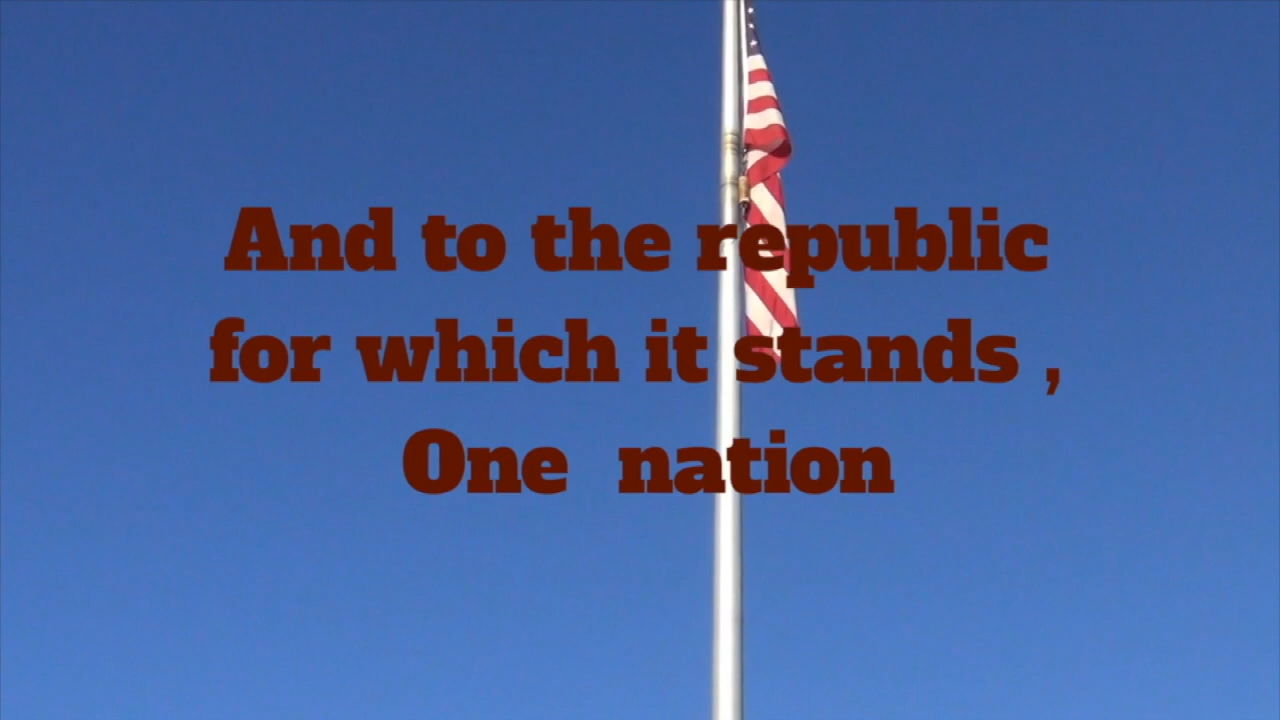 And to the republic
for which it stands ,
One  nation